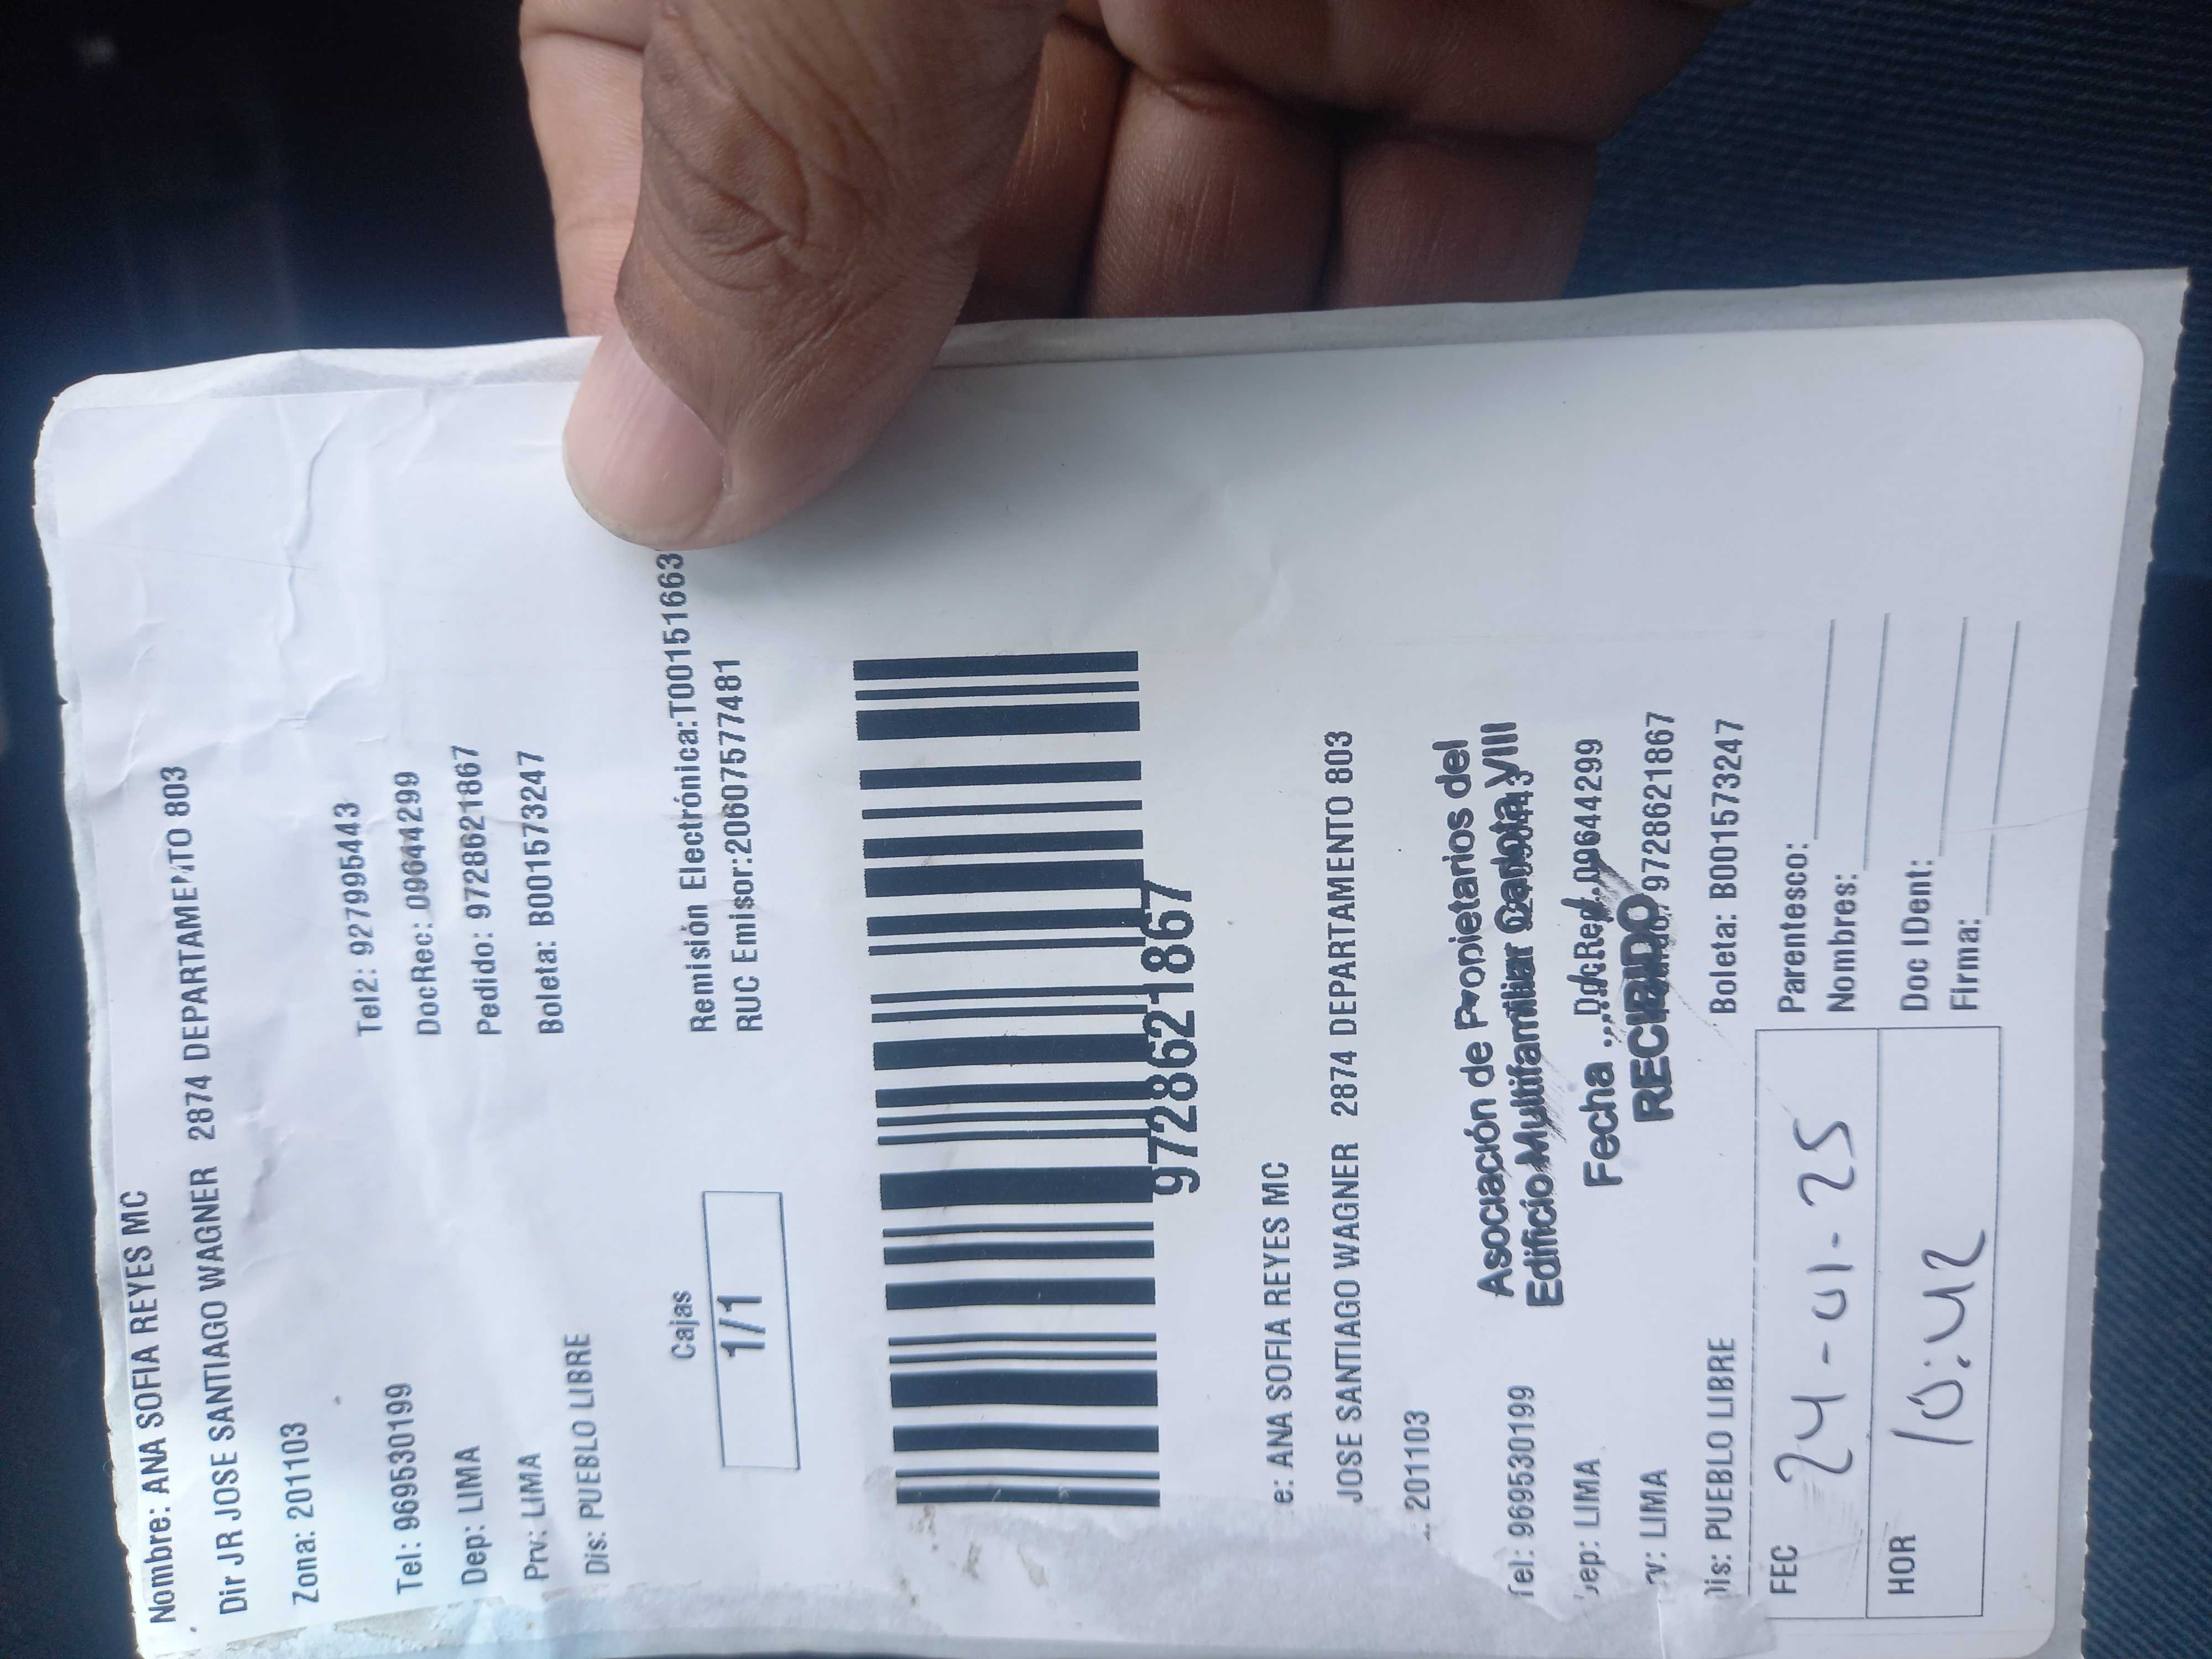 Nombre: ANA SOFIA REYES MC
Dir JR JOSE SANTIAGO WAGNER 2874 DEPARTAMENTO 803
Zona: 201103
Tel: 969530199 Tel2: 927995443
Dep: LIMA DocRec: 09644299
Prv: LIMA Pedido: 9728621867
Dis: PUEBLO LIBRE Boleta: B001573247
Cajas
1/1
Remisión Electrónica:T00151663
RUC Emisor:20607577481
9728621867
e: ANA SOFIA REYES MC
JOSE SANTIAGO WAGNER 2874 DEPARTAMENTO 803
201103
Asociación de Propietarios del
Edificio Multifamiliar VIII
Tel: 969530199
Dep: LIMA DocRec: 09644299
Fecha
rv: LIMA 9728621867
RECIBIDO
Dis: PUEBLO LIBRE Boleta: B001573247
FEC 24-01-25
HOR 10:42
Parentesco:
Nombres:
Doc IDent:
Firma: